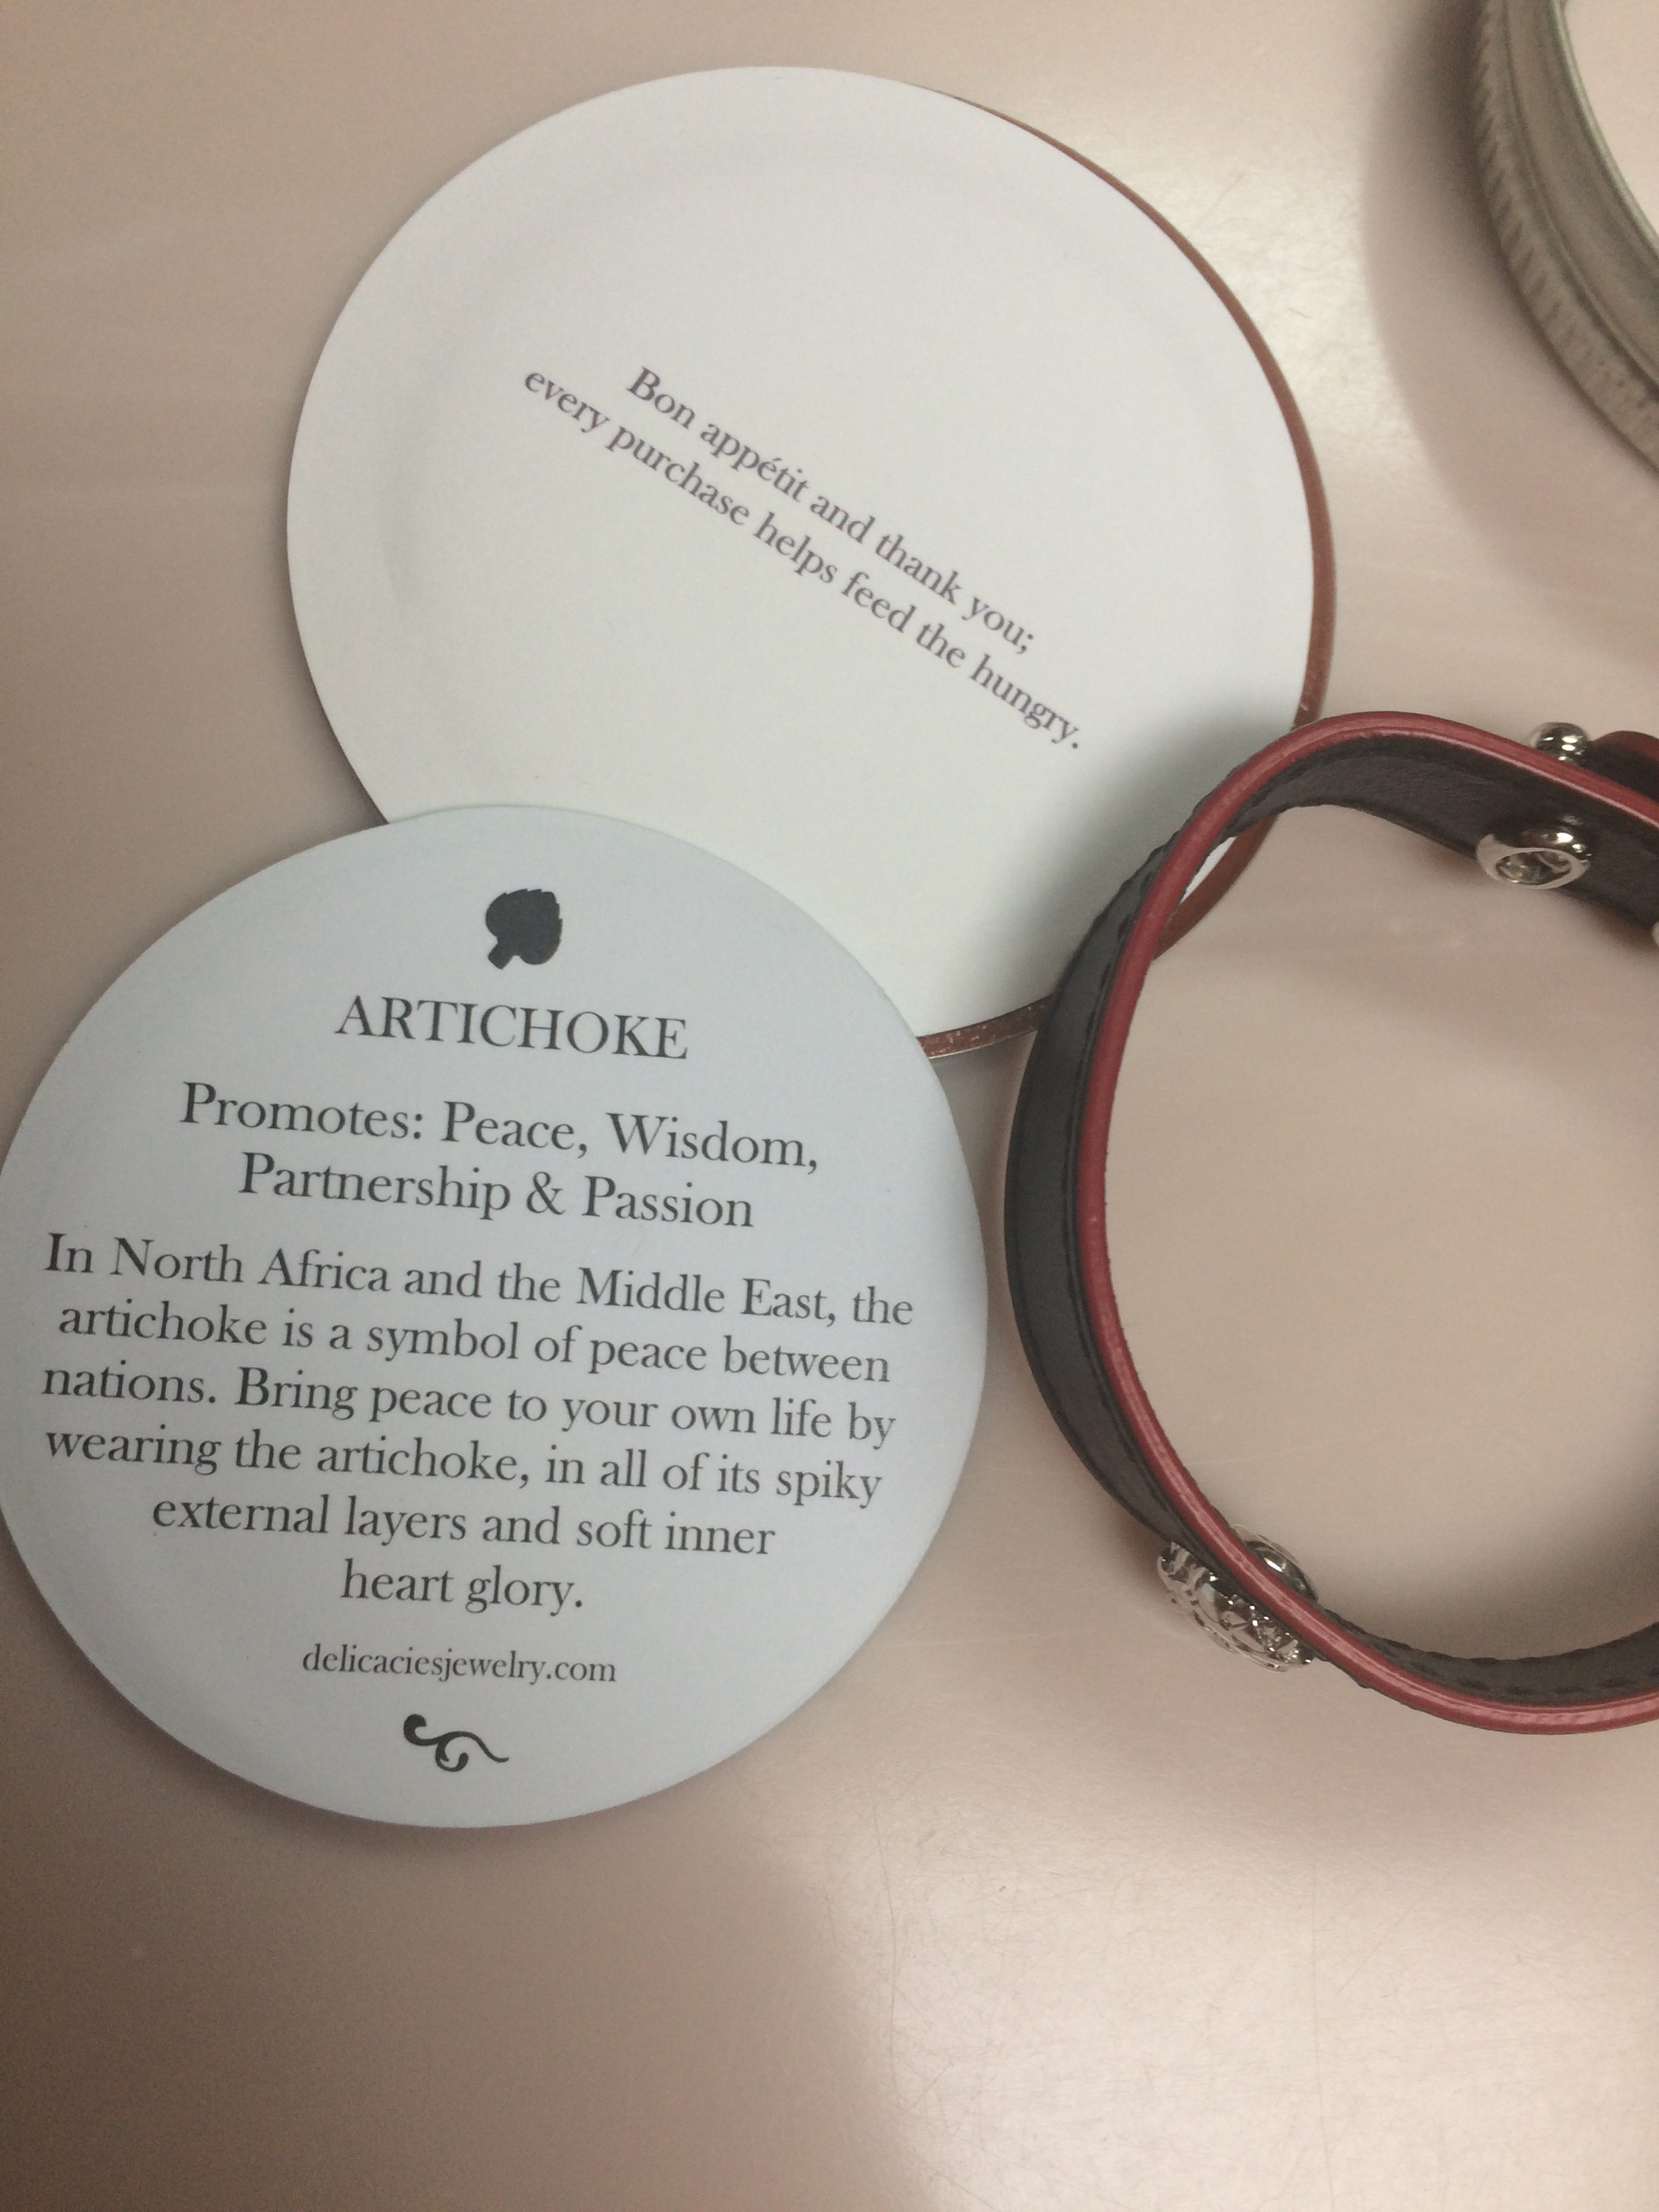 Bon appétit and thank you;
every purchase helps feed the hungry.
ARTICHOKE
Promotes: Peace, Wisdom,
Partnership & Passion
In North Africa and the Middle East, the
artichoke is a symbol of peace between
nations. Bring peace to your own life by
wearing the artichoke, in all of its spiky
external layers and soft inner
heart glory.
delicaciesjewelry.com